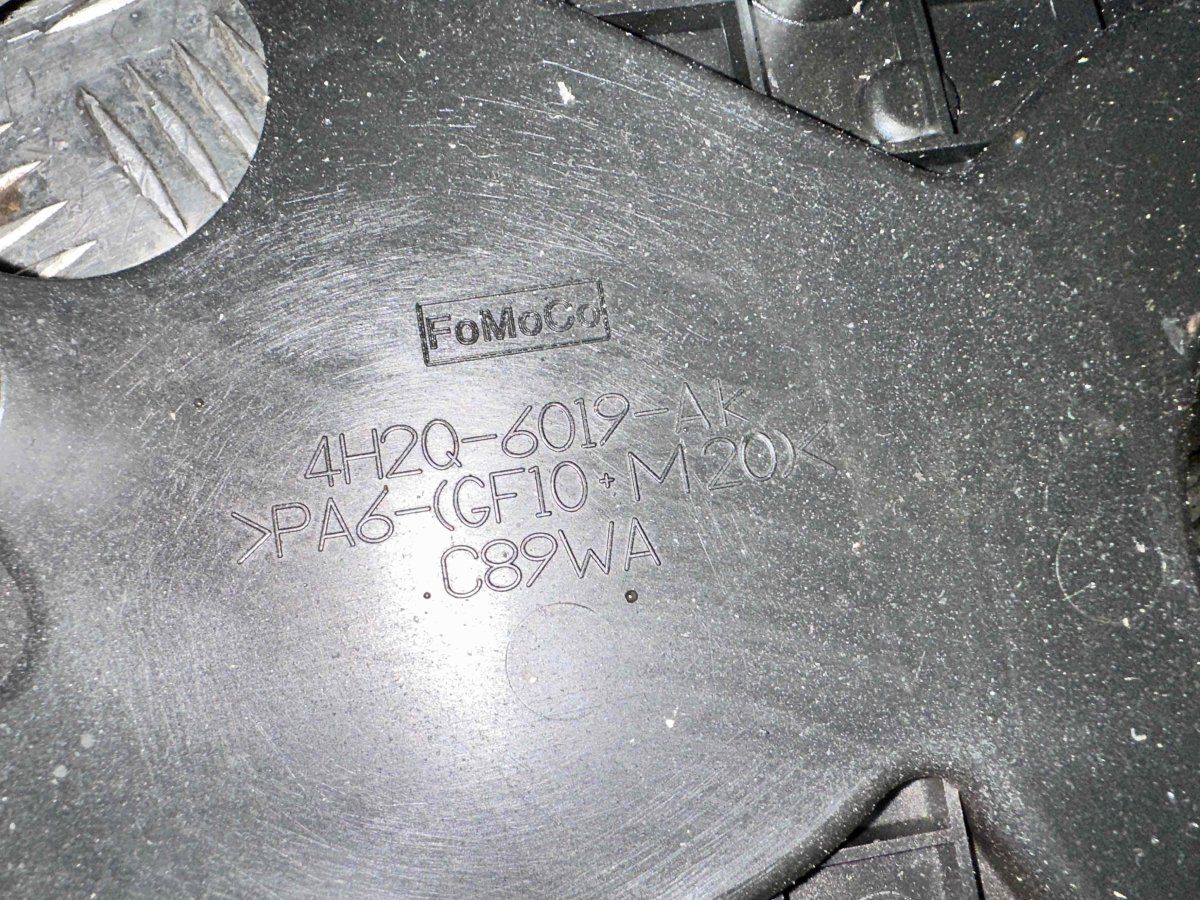 FoMoCo
4H2Q-6019-AK
>PA6-(GF10+M20)<
C89WA